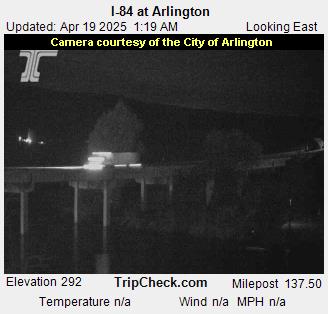 I-84 at Arlington
Updated: Apr 19 2025 1:19 AM Looking East
Camera courtesy of the City of Arlington
Elevation 292 TripCheck.com Milepost 137.50
Temperature n/a Wind n/a MPH n/a